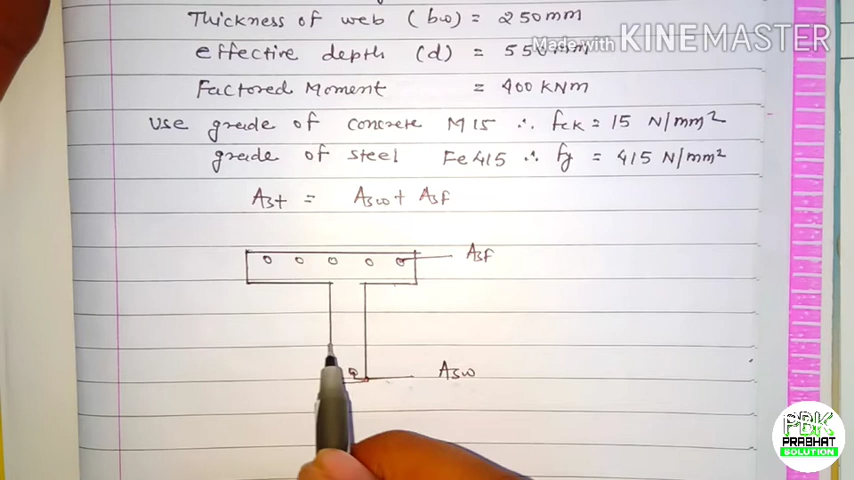 Thickness of web (bw) = 250mm
effective depth (d) = 550mm
Made with KINEMASTER
Factored Moment = 400 kNm
Use grade of concrete M15 ∴ fck = 15 N/mm²
grade of steel Fe415 ∴ fy = 415 N/mm²
Ast = Asw + Asf
Asf
Asw
PBK
PRABHAT
SOLUTION